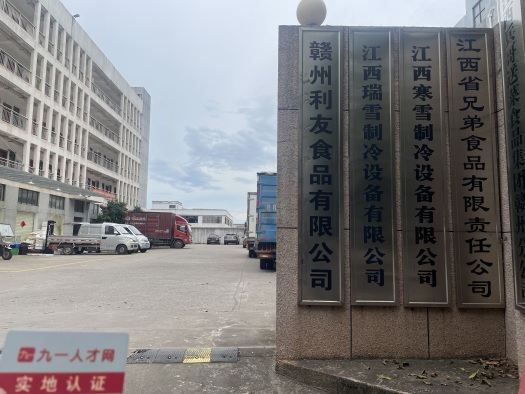 赣州利友食品有限公司
江西瑞雪制冷设备有限公司
江西寒雪制冷设备有限公司
江西省兄弟食品有限责任公司
九一人才网
实地认证